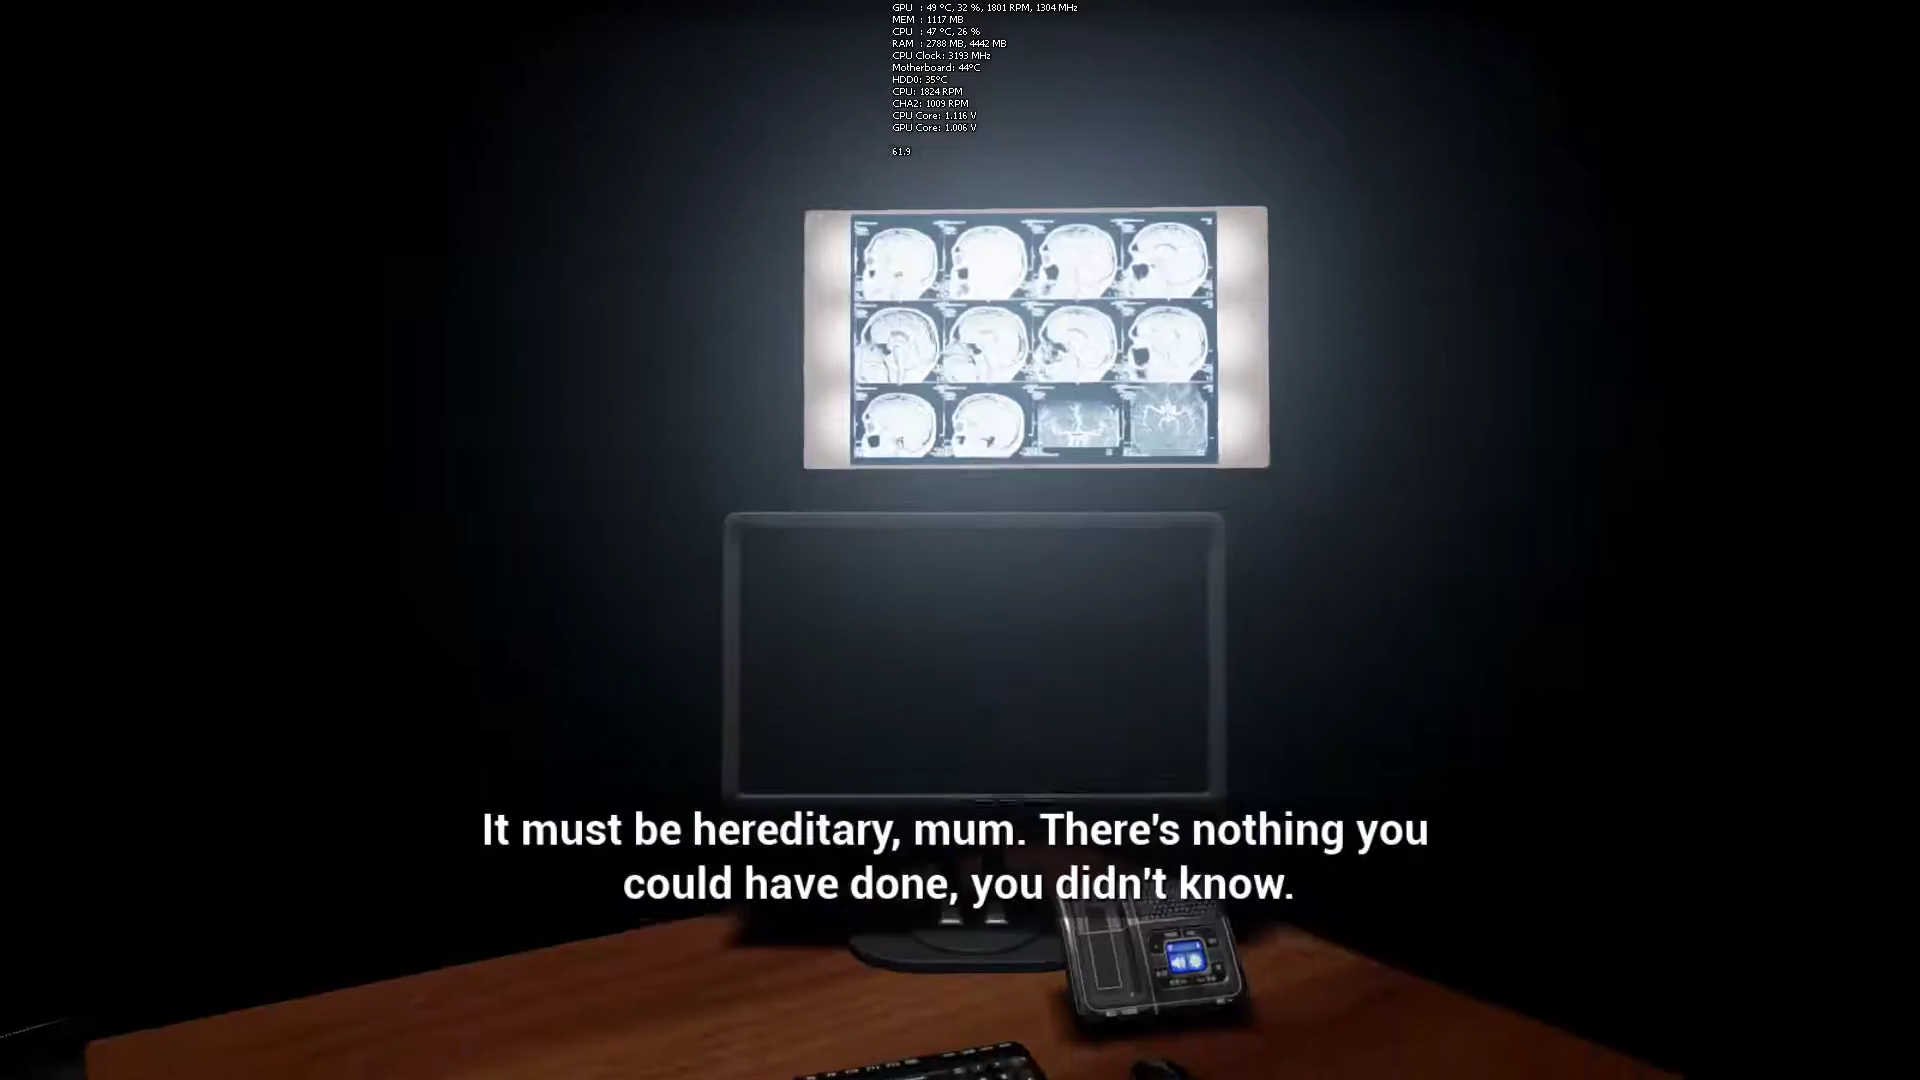 GPU : 49 °C, 32 %, 1801 RPM, 1304 MHz
MEM : 1117 MB
CPU : 47 °C, 26 %
RAM : 2788 MB, 4442 MB
CPU Clock: 3193 MHz
Motherboard: 44°C
HDD0: 35°C
CPU: 1824 RPM
CHA2: 1009 RPM
CPU Core: 1.116 V
GPU Core: 1.006 V
61.9
It must be hereditary, mum. There's nothing you
could have done, you didn't know.